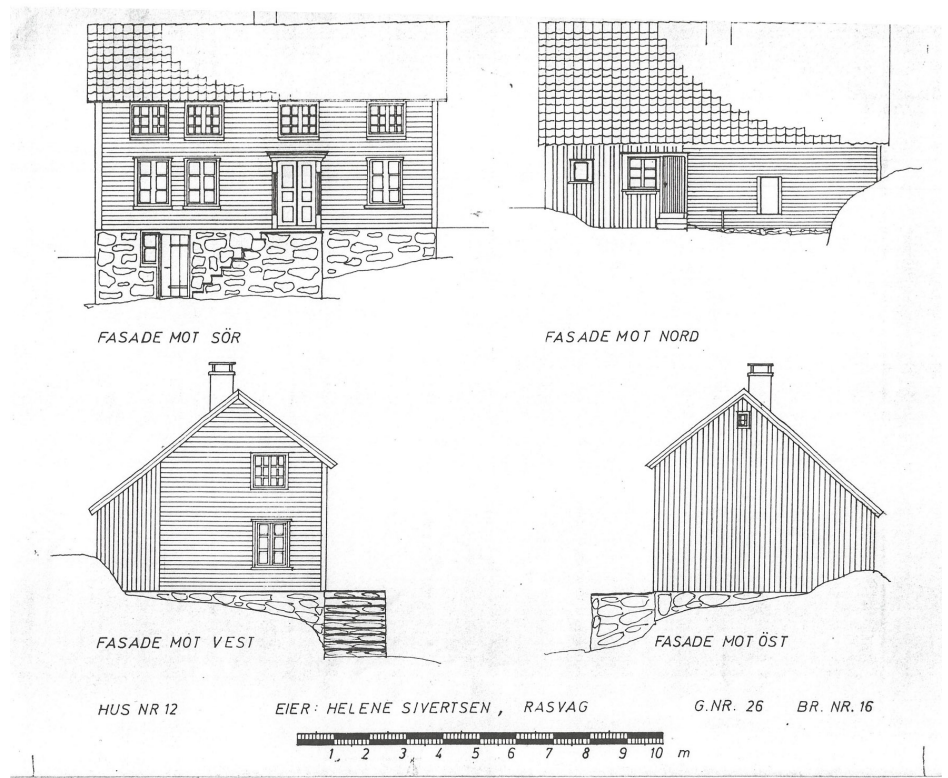 FASADE MOT SÖR
FASADE MOT NORD
FASADE MOT VEST
FASADE MOT ÖST
HUS NR 12 EIER: HELENE SIVERTSEN, RASVAG G.NR. 26 BR. NR. 16
1 2 3 4 5 6 7 8 9 10 m